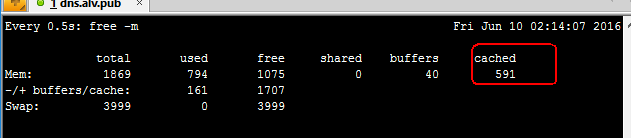 1 dns.alv.pub
Every 0.5s: free -m Fri Jun 10 02:14:07 2016
total used free shared buffers cached
Mem: 1869 794 1075 0 40 591
-/+ buffers/cache: 161 1707
Swap: 3999 0 3999